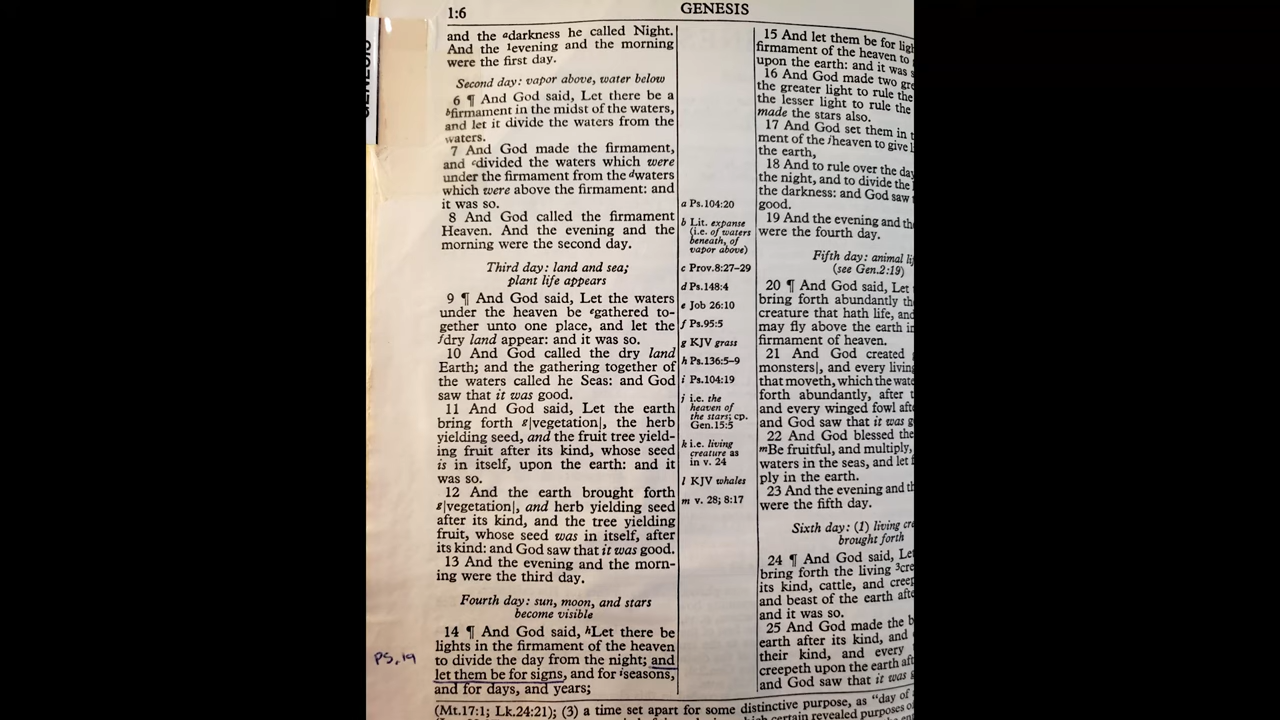 1:6
GENESIS
and the adarkness he called Night.
And the 1evening and the morning
were the first day.
Second day: vapor above, water below
6 ¶ And God said, Let there be a
bfirmament in the midst of the waters,
and let it divide the waters from the
waters.
7 And God made the firmament,
and cdivided the waters which were
under the firmament from the dwaters
which were above the firmament: and
it was so.
8 And God called the firmament
Heaven. And the evening and the
morning were the second day.
Third day: land and sea;
plant life appears
9 ¶ And God said, Let the waters
under the heaven be egathered to-
gether unto one place, and let the
fdry land appear: and it was so.
10 And God called the dry land
Earth; and the gathering together of
the waters called he Seas: and God
saw that it was good.
11 And God said, Let the earth
bring forth g|vegetation|, the herb
yielding seed, and the fruit tree yield-
ing fruit after its kind, whose seed
is in itself, upon the earth: and it
was so.
12 And the earth brought forth
g|vegetation|, and herb yielding seed
after its kind, and the tree yielding
fruit, whose seed was in itself, after
its kind: and God saw that it was good.
13 And the evening and the morn-
ing were the third day.
Fourth day: sun, moon, and stars
become visible
14 ¶ And God said, hLet there be
lights in the firmament of the heaven
to divide the day from the night; and
let them be for signs, and for iseasons,
and for days, and years;
PS. 19
a Ps.104:20
b Lit. expanse
(i.e. of waters
beneath, of
vapor above)
c Prov.8:27–29
d Ps.148:4
e Job 26:10
f Ps.95:5
g KJV grass
h Ps.136:5–9
i Ps.104:19
j i.e. the
heaven of
the stars; cp.
Gen.15:5
k i.e. living
creature as
in v. 24
l KJV whales
m v. 28; 8:17
15 And let them be for
firmament of the heaven to
upon the earth: and it was
16 And God made two
the greater light to rule the
the lesser light to rule the
made the stars also.
17 And God set them in
ment of the jheaven to give
the earth,
18 And to rule over the day
the night, and to divide the
the darkness: and God saw
good.
19 And the evening and
were the fourth day.
Fifth day: animal
(see Gen.2:19)
20 ¶ And God said, Let
bring forth abundantly
creature that hath life, and
may fly above the earth
firmament of heaven.
21 And God created
monsters|, and every
that moveth, which the
forth abundantly, after
and every winged fowl
and God saw that it was
22 And God blessed the
mBe fruitful, and multiply,
waters in the seas, and let
ply in the earth.
23 And the evening and
were the fifth day.
Sixth day: (1) living
brought forth
24 ¶ And God said,
bring forth the living
its kind, cattle, and
and beast of the earth
and it was so.
25 And God made the
earth after its kind, and
their kind, and every
creepeth upon the earth
and God saw that it was
(Mt.17:1; Lk.24:21); (3) a time set apart for some distinctive purpose, as “day of
certain revealed purposes